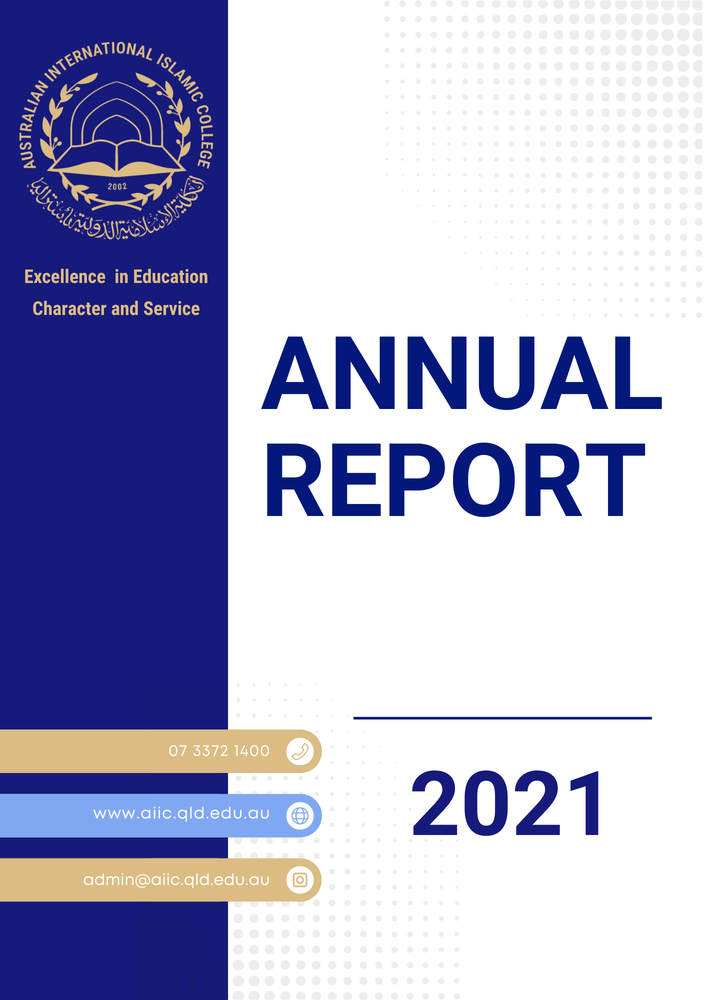 AUSTRALIAN INTERNATIONAL ISLAMIC COLLEGE
2002
الكلية الإسلامية الدولية بأستراليا
Excellence in Education
Character and Service
ANNUAL
REPORT
07 3372 1400
www.aiic.qld.edu.au
admin@aiic.qld.edu.au
2021